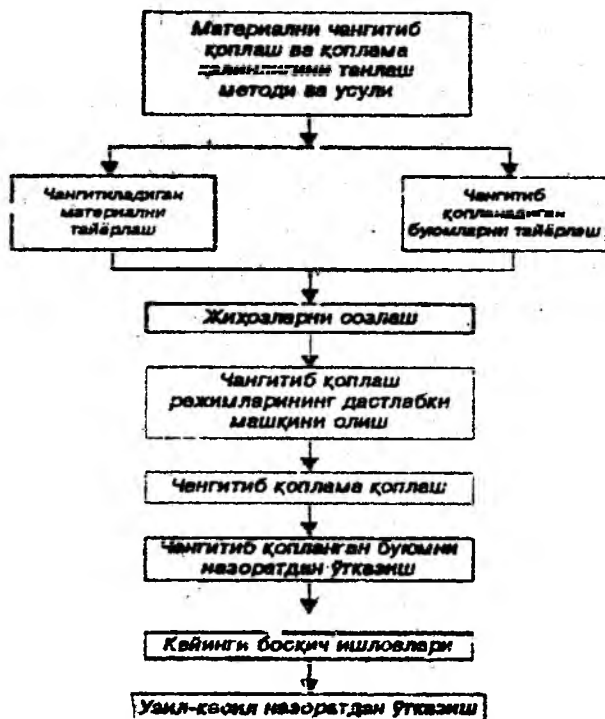 Материални чангитиб
қоплаш ва қоплама
қалинлигини танлаш
методи ва усули
Чангитиладиган
материални
тайёрлаш
Чангитиб
қопланадиган
буюмларни тайёрлаш
Жиҳозларни созлаш
Чангитиб қоплаш
режимларининг дастлабки
машқини олиш
Чангитиб қоплама қоплаш
Чангитиб қопланган буюмни
назоратдан ўтказиш
Кейинги босқич ишловлари
Узил-кесил назоратдан ўтказиш